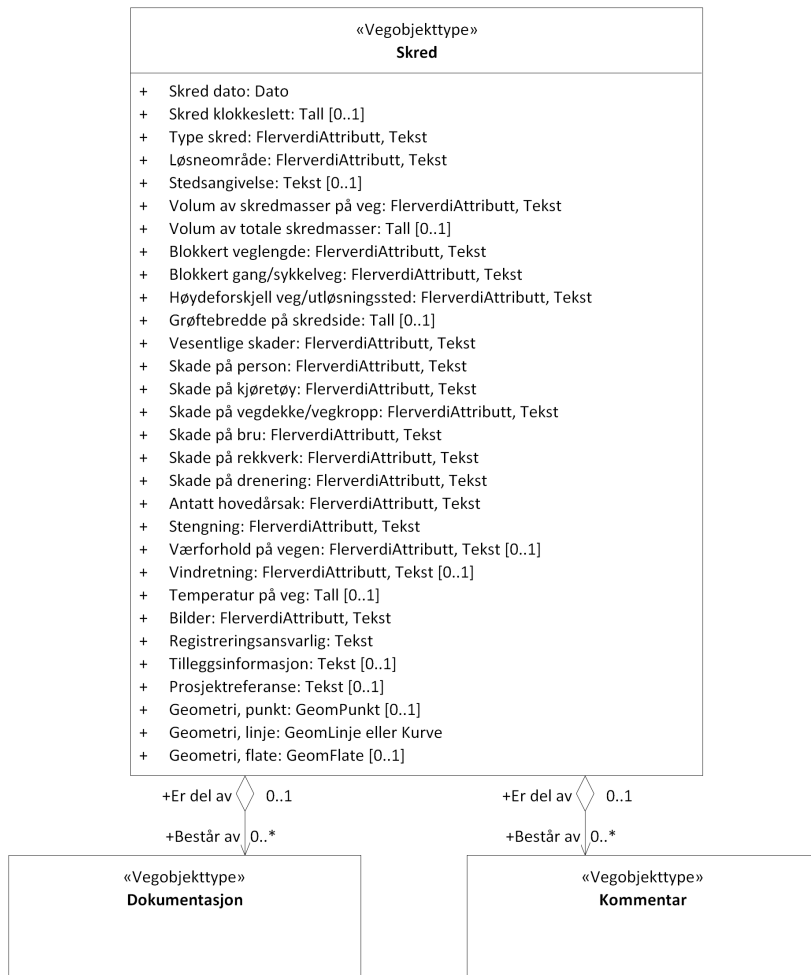 «Vegobjekttype»
Skred
+ Skred dato: Dato
+ Skred klokkeslett: Tall [0..1]
+ Type skred: FlerverdiAttributt, Tekst
+ Løsneområde: FlerverdiAttributt, Tekst
+ Stedsangivelse: Tekst [0..1]
+ Volum av skredmasser på veg: FlerverdiAttributt, Tekst
+ Volum av totale skredmasser: Tall [0..1]
+ Blokkert veglengde: FlerverdiAttributt, Tekst
+ Blokkert gang/sykkelveg: FlerverdiAttributt, Tekst
+ Høydeforskjell veg/utløsningssted: FlerverdiAttributt, Tekst
+ Grøftebredde på skredside: Tall [0..1]
+ Vesentlige skader: FlerverdiAttributt, Tekst
+ Skade på person: FlerverdiAttributt, Tekst
+ Skade på kjøretøy: FlerverdiAttributt, Tekst
+ Skade på vegdekke/vegkropp: FlerverdiAttributt, Tekst
+ Skade på bru: FlerverdiAttributt, Tekst
+ Skade på rekkverk: FlerverdiAttributt, Tekst
+ Skade på drenering: FlerverdiAttributt, Tekst
+ Antatt hovedårsak: FlerverdiAttributt, Tekst
+ Stengning: FlerverdiAttributt, Tekst
+ Værforhold på vegen: FlerverdiAttributt, Tekst [0..1]
+ Vindretning: FlerverdiAttributt, Tekst [0..1]
+ Temperatur på veg: Tall [0..1]
+ Bilder: FlerverdiAttributt, Tekst
+ Registreringsansvarlig: Tekst
+ Tilleggsinformasjon: Tekst [0..1]
+ Prosjektreferanse: Tekst [0..1]
+ Geometri, punkt: GeomPunkt [0..1]
+ Geometri, linje: GeomLinje eller Kurve
+ Geometri, flate: GeomFlate [0..1]
+Er del av 0..1
+Består av 0..*
«Vegobjekttype»
Dokumentasjon
+Er del av 0..1
+Består av 0..*
«Vegobjekttype»
Kommentar